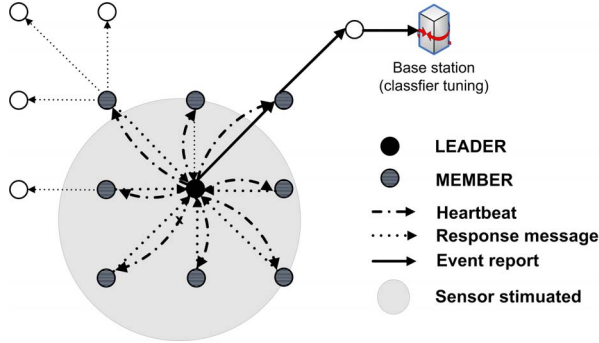 Base station
(classfier tuning)
LEADER
MEMBER
Heartbeat
Response message
Event report
Sensor stimuated